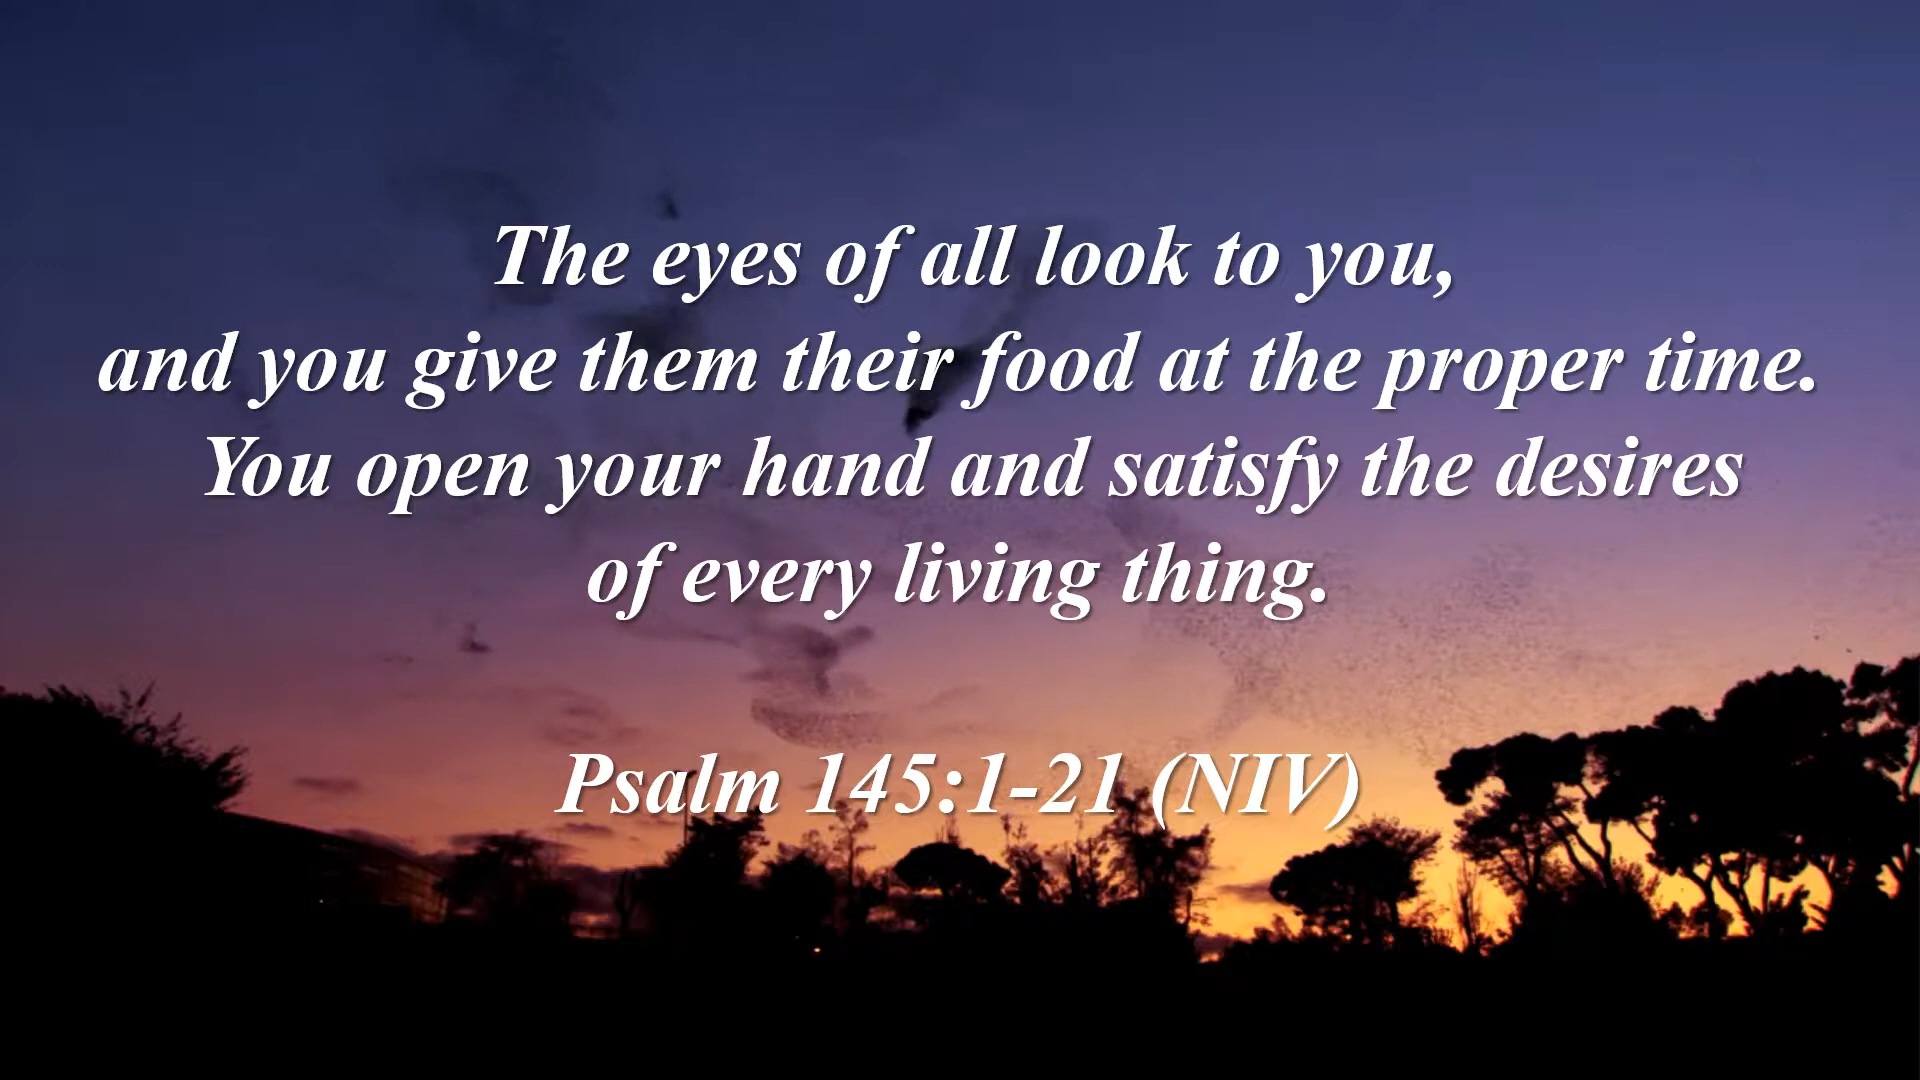 The eyes of all look to you,
and you give them their food at the proper time.
You open your hand and satisfy the desires
of every living thing.
Psalm 145:1-21 (NIV)